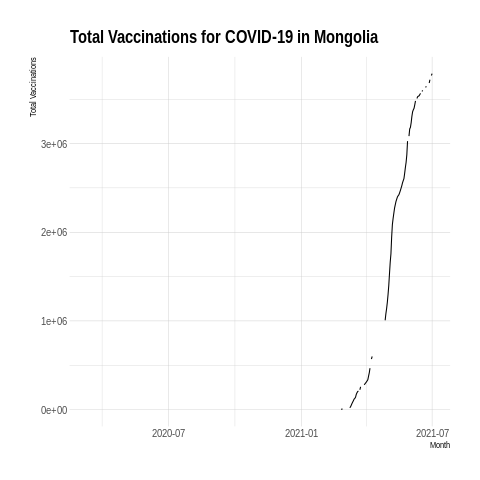 Total Vaccinations for COVID-19 in Mongolia
Total Vaccinations
3e+06
2e+06
1e+06
0e+00
2020-07 2021-01 2021-07
Month